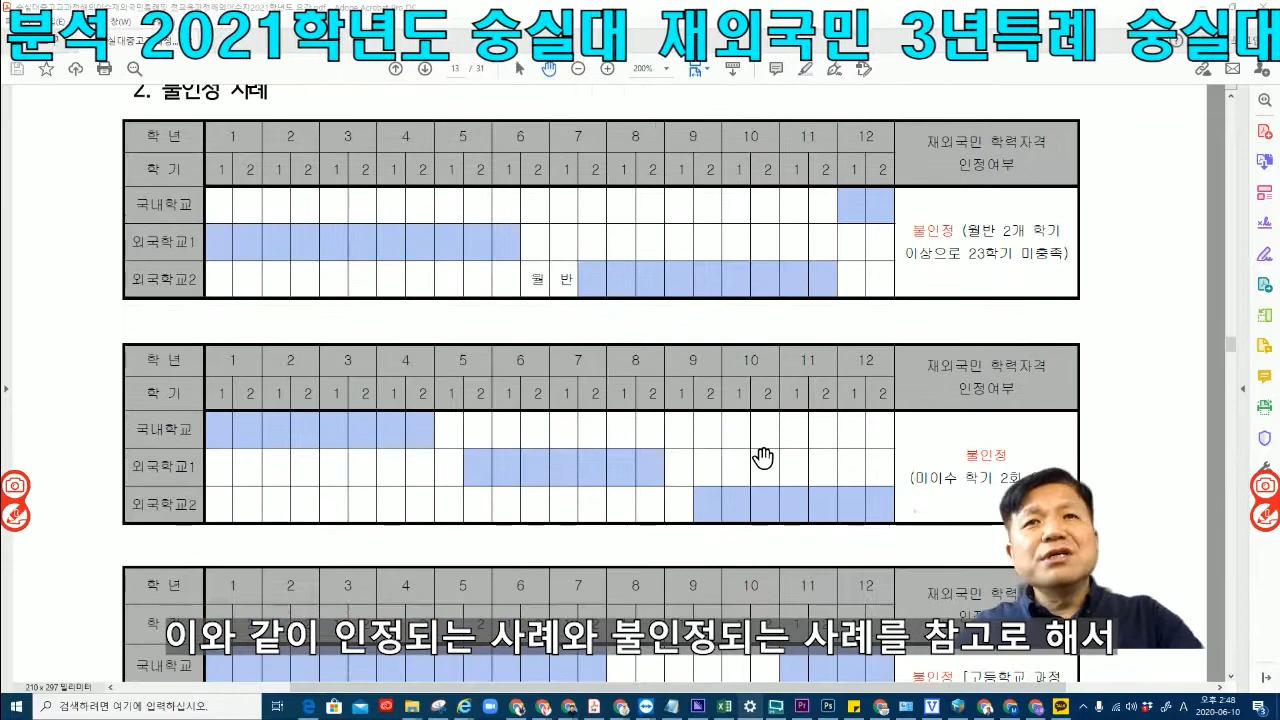 분석 2021학년도 숭실대 재외국민 3년특례 숭실대
13 / 31
200%
2. 불인정 사례
학 년 1 2 3 4 5 6 7 8 9 10 11 12 재외국민 학력자격 인정여부
학 기 1 2 1 2 1 2 1 2 1 2 1 2 1 2 1 2 1 2 1 2 1 2 1 2
국내학교
외국학교1
외국학교2 월 반
불인정 (월반 2개 학기
이상으로 23학기 미충족)
학 년 1 2 3 4 5 6 7 8 9 10 11 12 재외국민 학력자격 인정여부
학 기 1 2 1 2 1 2 1 2 1 2 1 2 1 2 1 2 1 2 1 2 1 2 1 2
국내학교
외국학교1
외국학교2
불인정
(미이수 학기 2회
학 년 1 2 3 4 5 6 7 8 9 10 11 12 재외국민 학
국내학교
불인정 [고등학교 과정
이와 같이 인정되는 사례와 불인정되는 사례를 참고로 해서
210 x 297 밀리미터
검색하려면 여기에 입력하십시오.
오후 2:48
2020-06-10